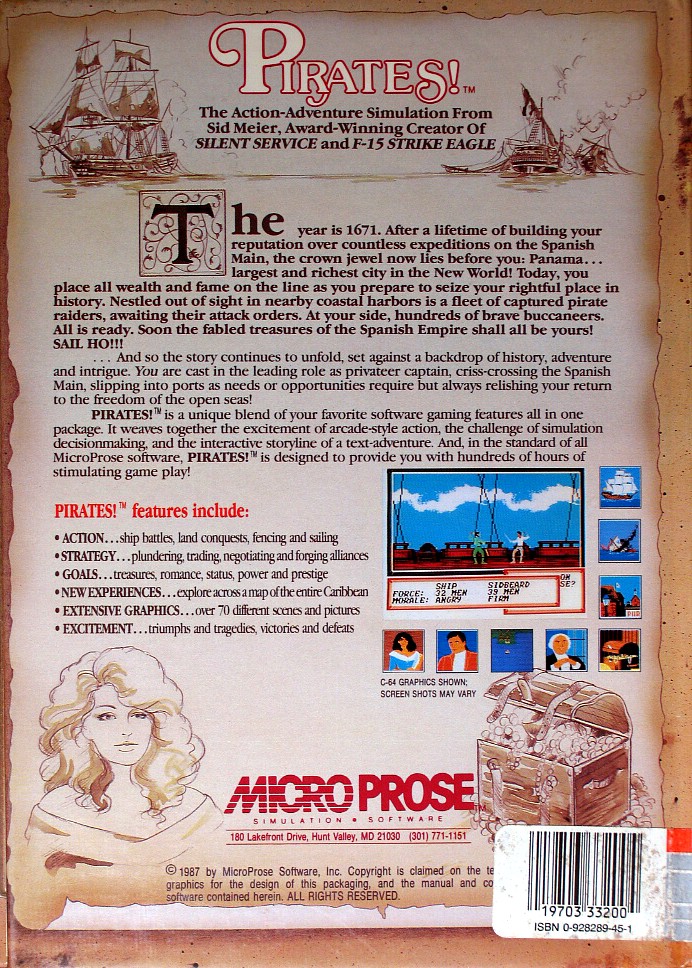 PIRATES!™
The Action-Adventure Simulation From
Sid Meier, Award-Winning Creator Of
SILENT SERVICE and F-15 STRIKE EAGLE
The year is 1671. After a lifetime of building your
reputation over countless expeditions on the Spanish
Main, the crown jewel now lies before you: Panama...
largest and richest city in the New World! Today, you
place all wealth and fame on the line as you prepare to seize your rightful place in
history. Nestled out of sight in nearby coastal harbors is a fleet of captured pirate
raiders, awaiting their attack orders. At your side, hundreds of brave buccaneers.
All is ready. Soon the fabled treasures of the Spanish Empire shall all be yours!
SAIL HO!!!
... And so the story continues to unfold, set against a backdrop of history, adventure
and intrigue. You are cast in the leading role as privateer captain, criss-crossing the Spanish
Main, slipping into ports as needs or opportunities require but always relishing your return
to the freedom of the open seas!
PIRATES!™ is a unique blend of your favorite software gaming features all in one
package. It weaves together the excitement of arcade-style action, the challenge of simulation
decisionmaking, and the interactive storyline of a text-adventure. And, in the standard of all
MicroProse software, PIRATES!™ is designed to provide you with hundreds of hours of
stimulating game play!
PIRATES!™ features include:
• ACTION...ship battles, land conquests, fencing and sailing
• STRATEGY...plundering, trading, negotiating and forging alliances
• GOALS...treasures, romance, status, power and prestige
• NEW EXPERIENCES...explore across a map of the entire Caribbean
• EXTENSIVE GRAPHICS...over 70 different scenes and pictures
• EXCITEMENT...triumphs and tragedies, victories and defeats
SHIP SIDBEARD ON
FORCE: 32 MEN 39 MEN SE?
MORALE: ANGRY FIRM
C-64 GRAPHICS SHOWN;
SCREEN SHOTS MAY VARY
MICRO PROSE™
SIMULATION • SOFTWARE
180 Lakefront Drive, Hunt Valley, MD 21030 (301) 771-1151
© 1987 by MicroProse Software, Inc. Copyright is claimed on the te
graphics for the design of this packaging, and the manual and co
software contained herein. ALL RIGHTS RESERVED.
19703 33200
ISBN 0-928289-45-1